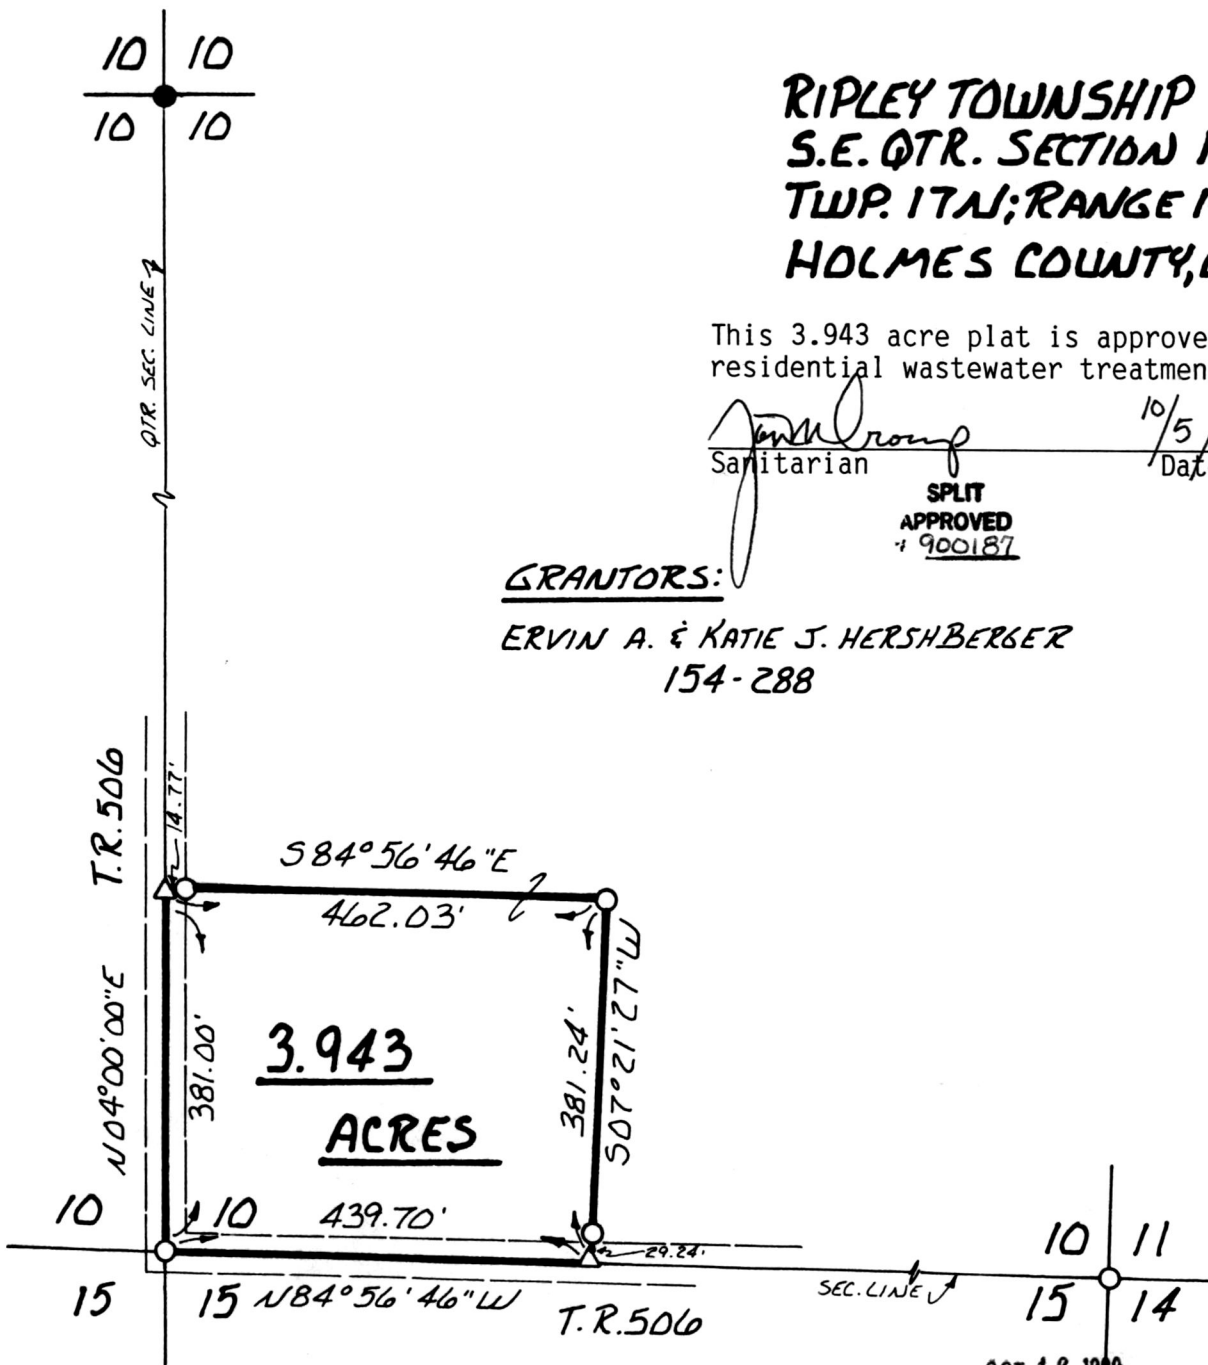 10 10
10 10
RIPLEY TOWNSHIP
S.E. QTR. SECTION 1
TWP. 17N; RANGE 1
HOLMES COUNTY,
QTR. SEC. LINE
This 3.943 acre plat is approve
residential wastewater treatmen
10/5/
Sanitarian Dat
SPLIT
APPROVED
900187
GRANTORS:
ERVIN A. & KATIE J. HERSHBERGER
154-288
T.R. 506
14.77'
S84°56'46"E
462.03'
N04°00'00"E
381.00'
3.943
ACRES
381.24'
S07°21'27"W
10 10 439.70'
29.24'
10 11
15 15 N84°56'46"W
T.R. 506
SEC. LINE
15 14